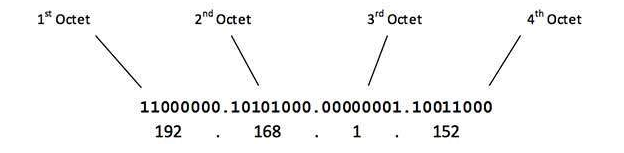 1st Octet 2nd Octet 3rd Octet 4th Octet
11000000.10101000.00000001.10011000
192 . 168 . 1 . 152